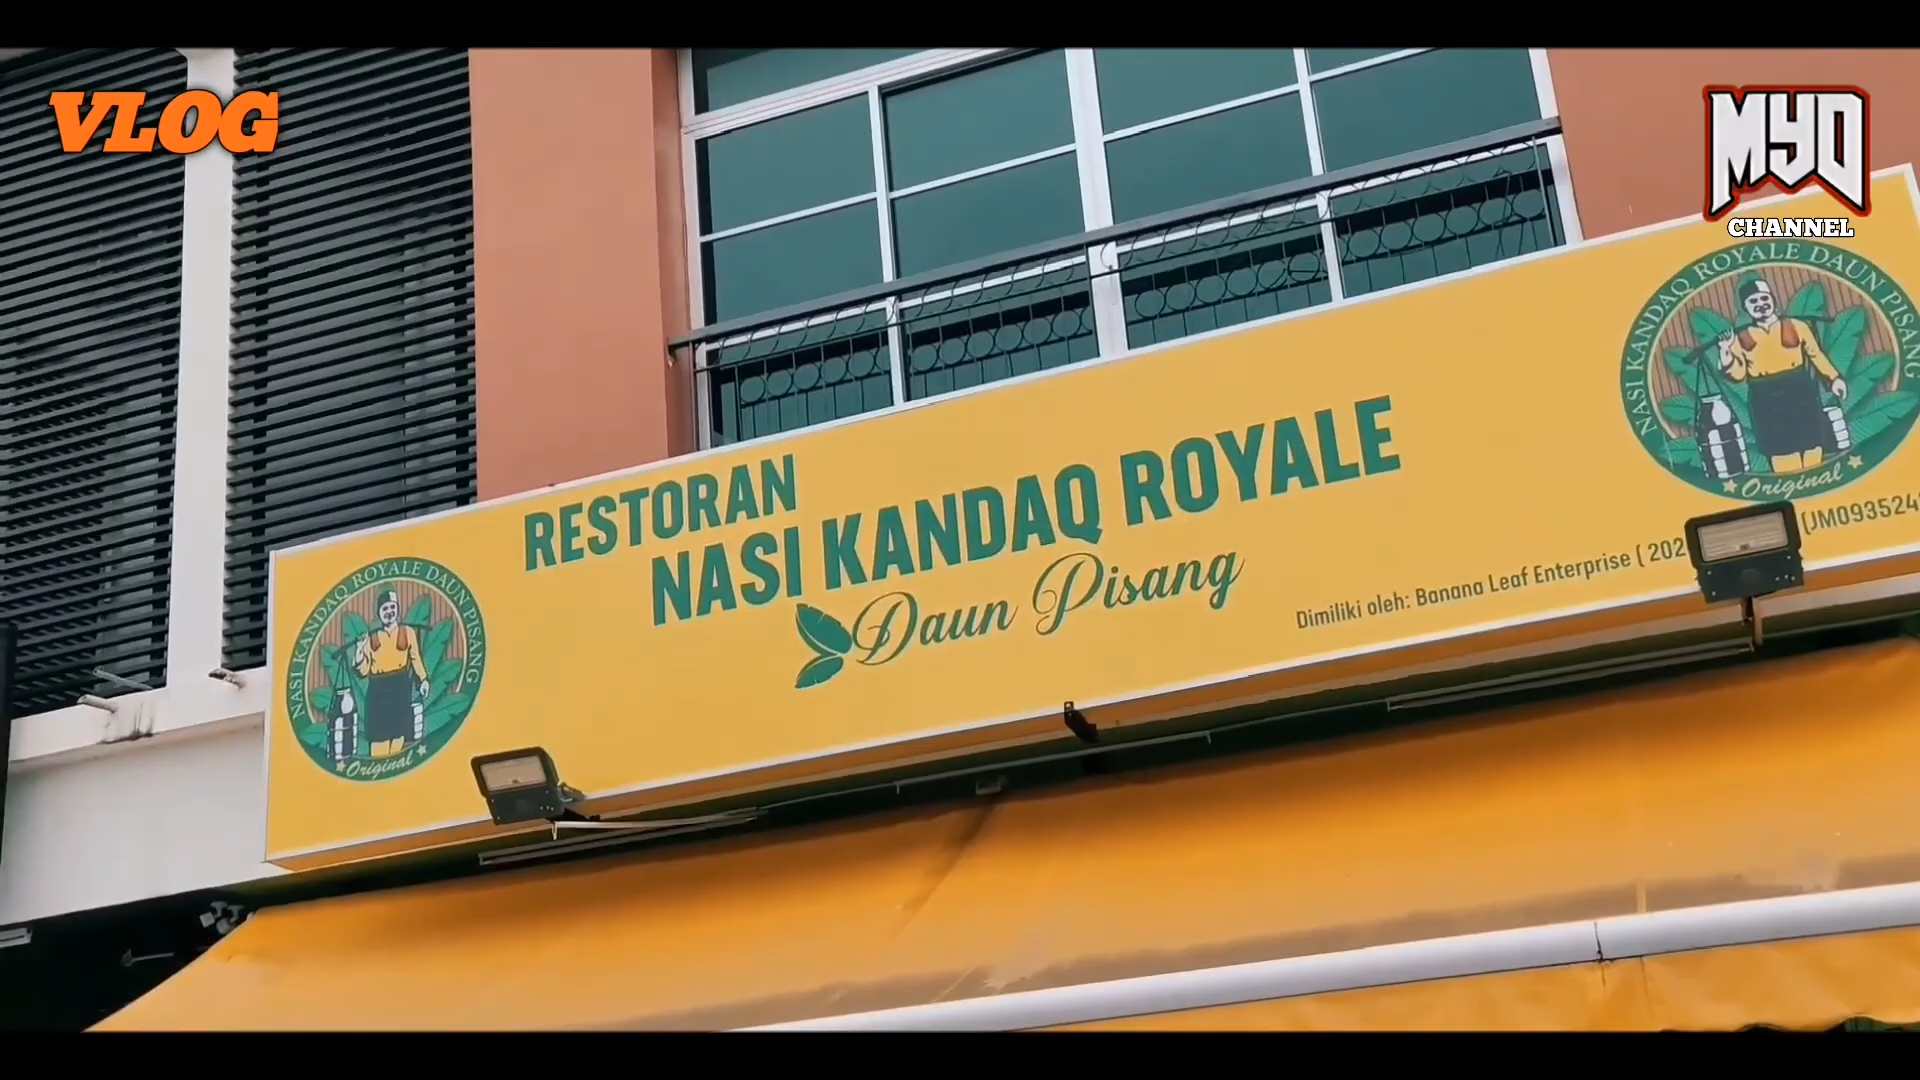 VLOG
MYO
CHANNEL
RESTORAN
NASI KANDAQ ROYALE
Daun Pisang
Dimiliki oleh: Banana Leaf Enterprise ( 202
(JM093524
NASI KANDAQ ROYALE DAUN PISANG
Original
NASI KANDAQ ROYALE DAUN PISANG
Original